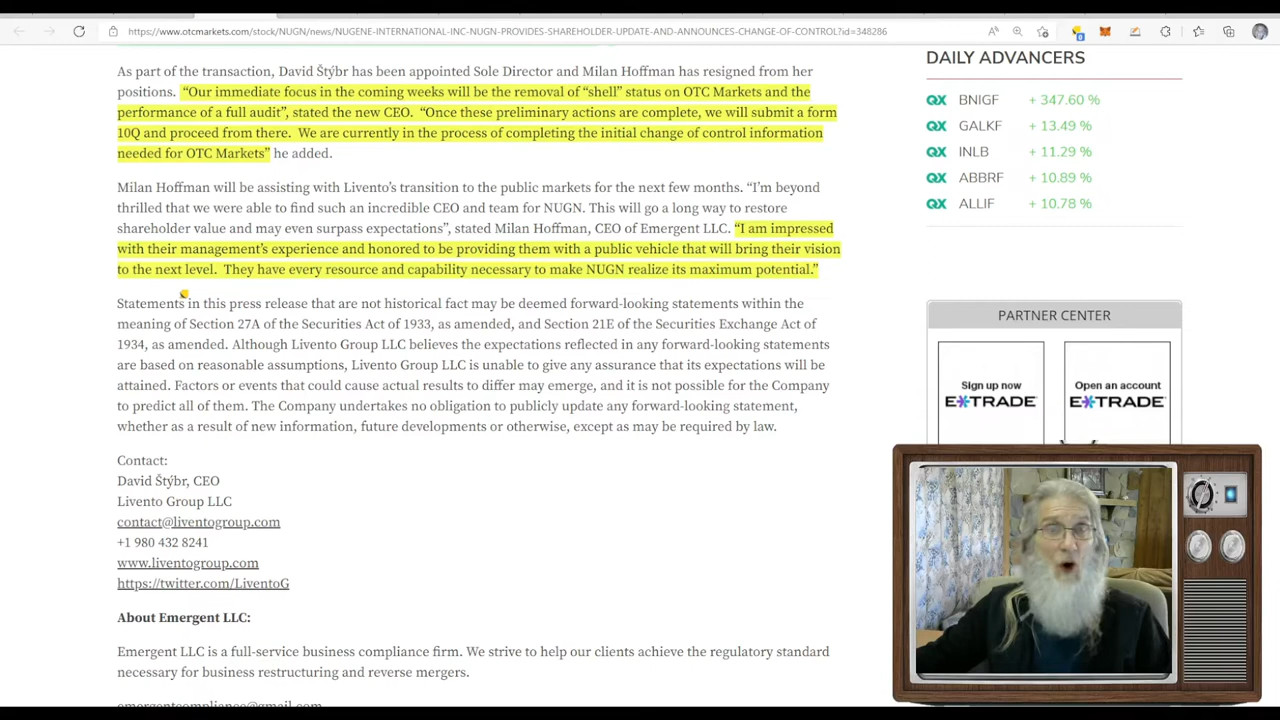 https://www.otcmarkets.com/stock/NUGN/news/NUGENE-INTERNATIONAL-INC-NUGN-PROVIDES-SHAREHOLDER-UPDATE-AND-ANNOUNCES-CHANGE-OF-CONTROL?id=348286
As part of the transaction, David Štýbr has been appointed Sole Director and Milan Hoffman has resigned from her
positions. “Our immediate focus in the coming weeks will be the removal of “shell” status on OTC Markets and the
performance of a full audit”, stated the new CEO. “Once these preliminary actions are complete, we will submit a form
10Q and proceed from there. We are currently in the process of completing the initial change of control information
needed for OTC Markets” he added.
Milan Hoffman will be assisting with Livento’s transition to the public markets for the next few months. “I’m beyond
thrilled that we were able to find such an incredible CEO and team for NUGN. This will go a long way to restore
shareholder value and may even surpass expectations”, stated Milan Hoffman, CEO of Emergent LLC. “I am impressed
with their management’s experience and honored to be providing them with a public vehicle that will bring their vision
to the next level. They have every resource and capability necessary to make NUGN realize its maximum potential.”
Statements in this press release that are not historical fact may be deemed forward-looking statements within the
meaning of Section 27A of the Securities Act of 1933, as amended, and Section 21E of the Securities Exchange Act of
1934, as amended. Although Livento Group LLC believes the expectations reflected in any forward-looking statements
are based on reasonable assumptions, Livento Group LLC is unable to give any assurance that its expectations will be
attained. Factors or events that could cause actual results to differ may emerge, and it is not possible for the Company
to predict all of them. The Company undertakes no obligation to publicly update any forward-looking statement,
whether as a result of new information, future developments or otherwise, except as may be required by law.
Contact:
David Štýbr, CEO
Livento Group LLC
contact@liventogroup.com
+1 980 432 8241
www.liventogroup.com
https://twitter.com/LiventoG
About Emergent LLC:
Emergent LLC is a full-service business compliance firm. We strive to help our clients achieve the regulatory standard
necessary for business restructuring and reverse mergers.
emergentcompliance@gmail.com
DAILY ADVANCERS
QX BNIGF + 347.60 %
QX GALKF + 13.49 %
QX INLB + 11.29 %
QX ABBRF + 10.89 %
QX ALLIF + 10.78 %
PARTNER CENTER
Sign up now
E*TRADE
Open an account
E*TRADE